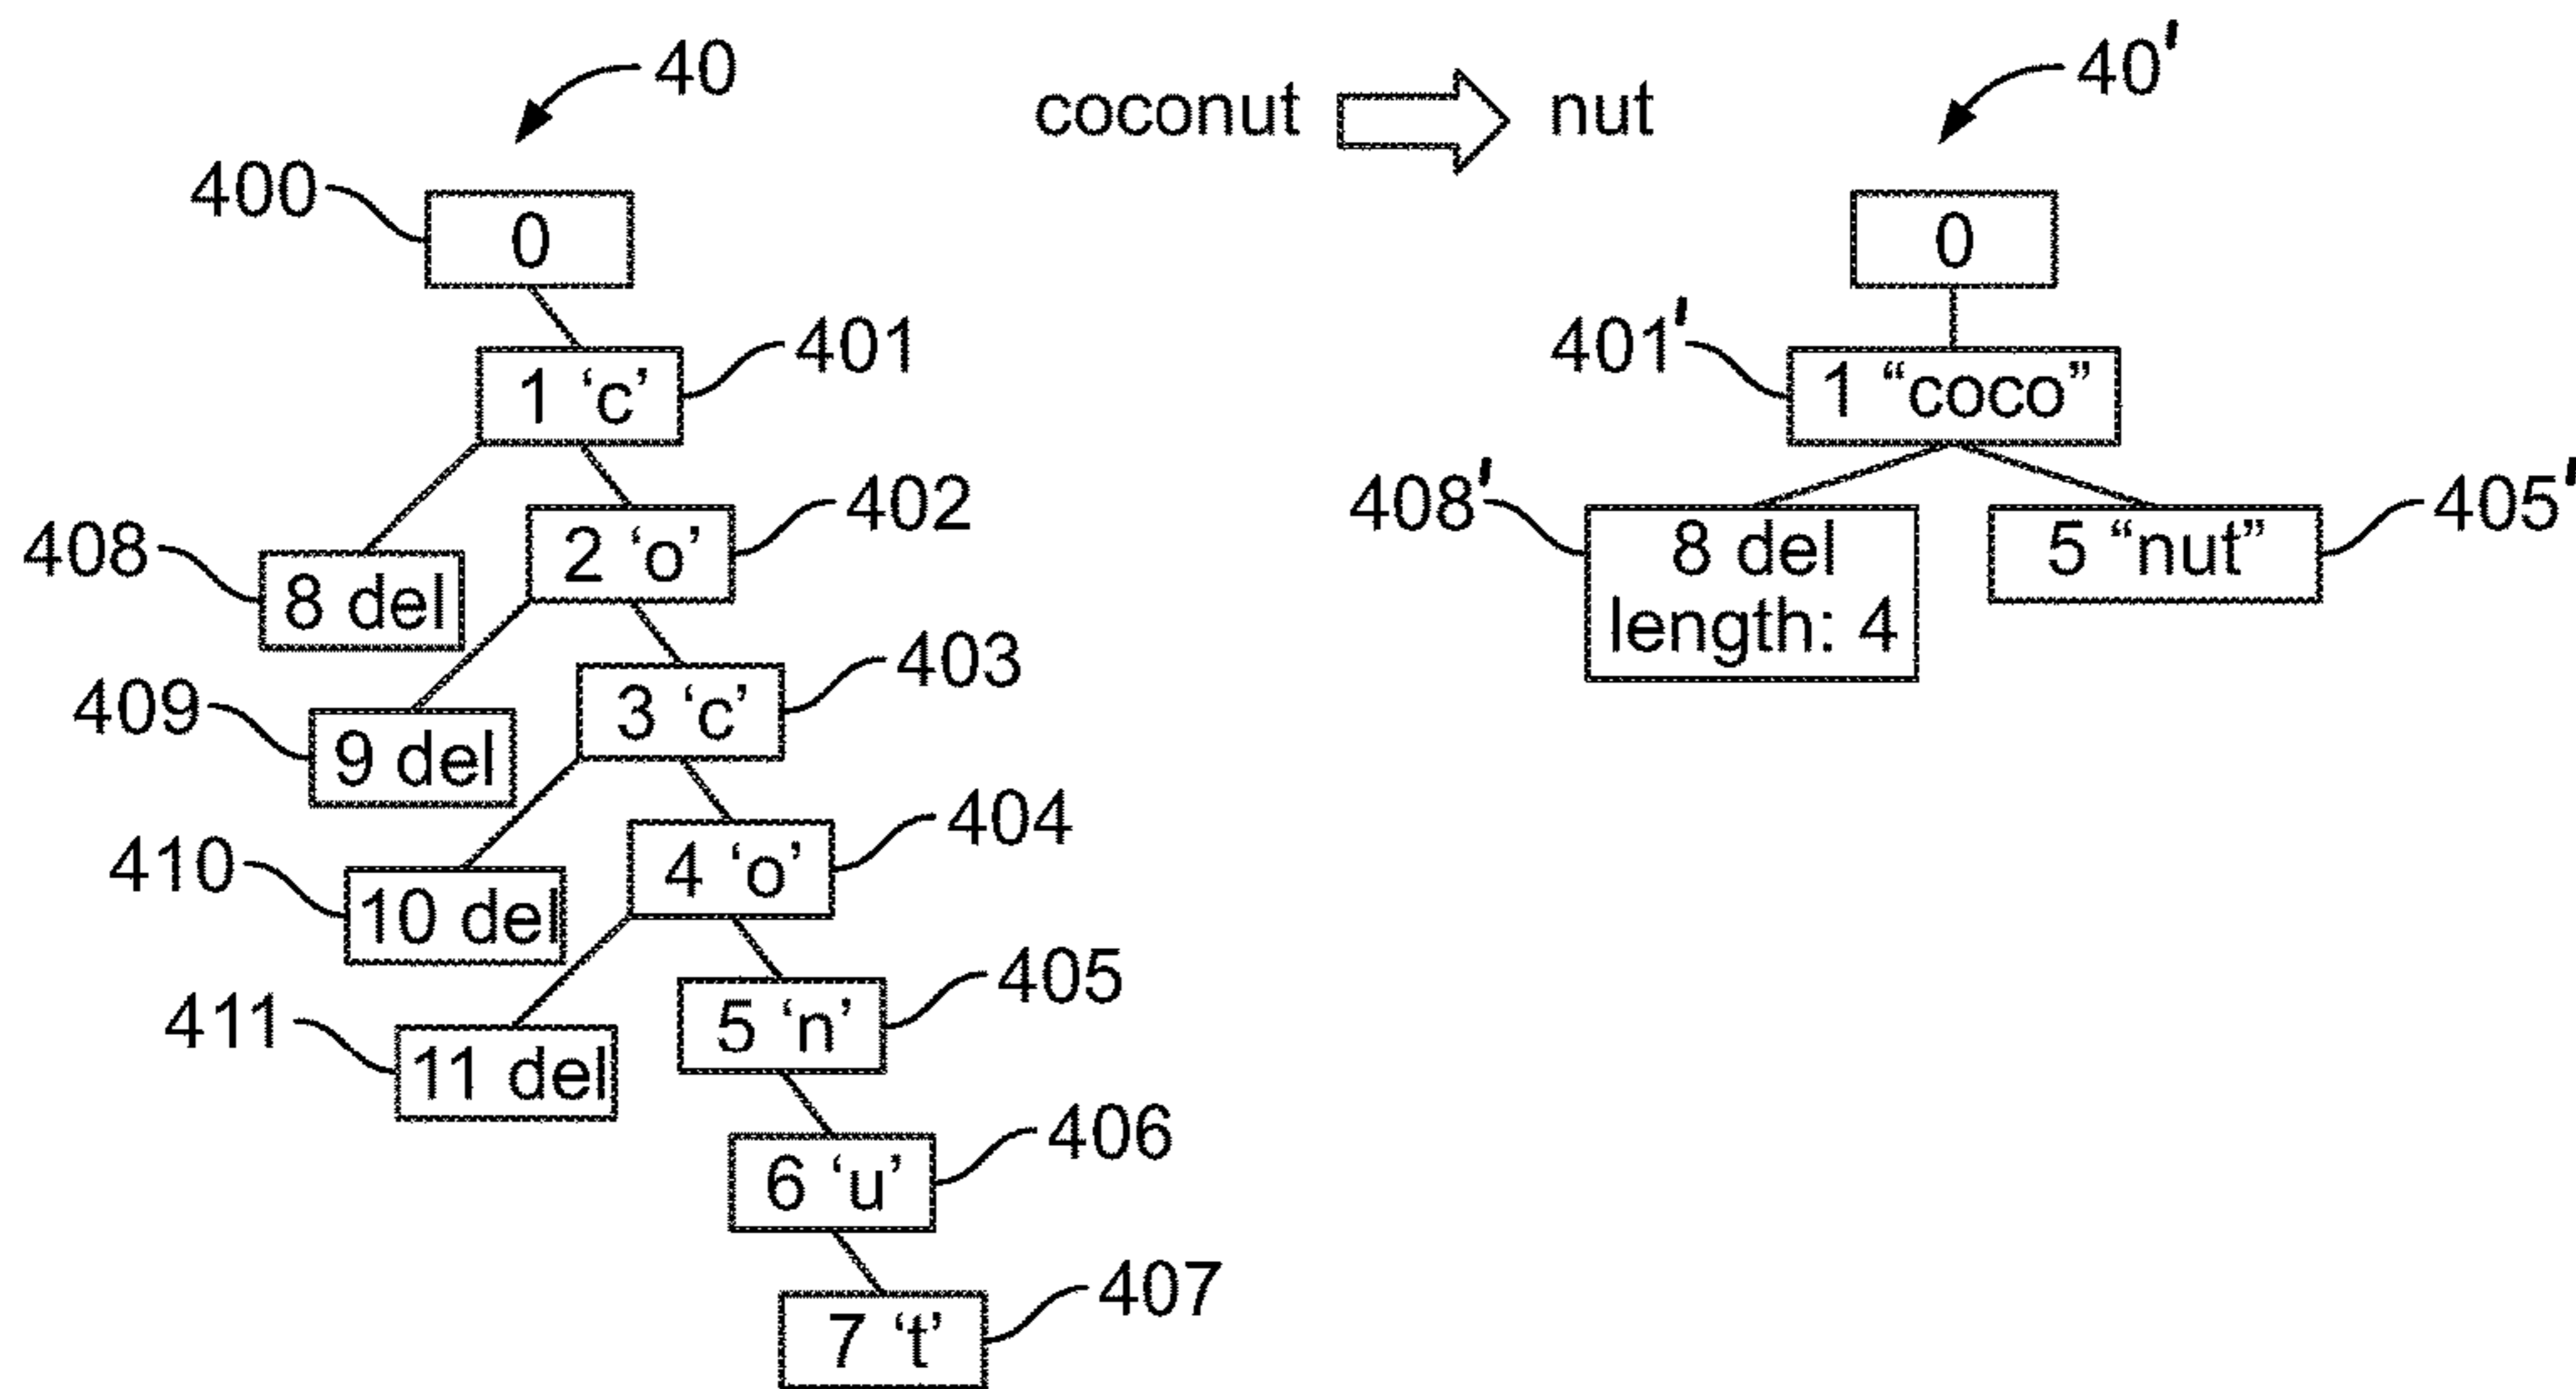 40
coconut
nut
40'
400
0
0
401
401'
1 ‘c’
1 “coco”
402
408'
405'
408
2 ‘o’
8 del
length: 4
5 “nut”
8 del
403
409
3 ‘c’
9 del
404
410
4 ‘o’
10 del
405
411
5 ‘n’
11 del
406
6 ‘u’
407
7 ‘t’